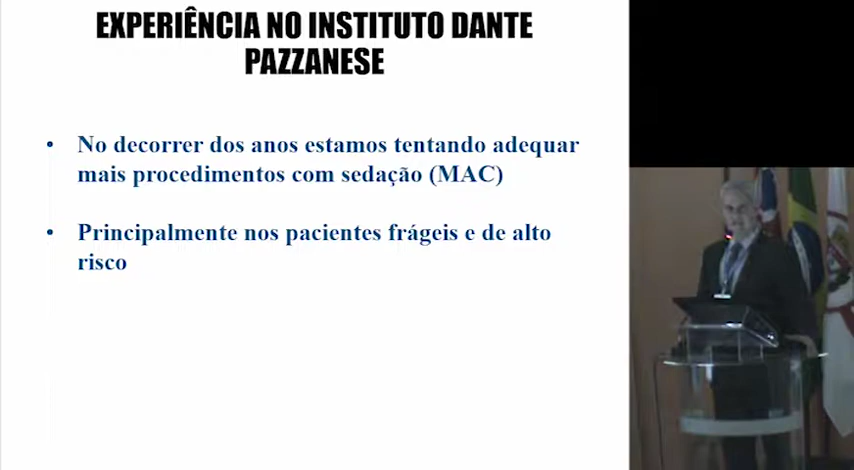 EXPERIÊNCIA NO INSTITUTO DANTE
PAZZANESE
• No decorrer dos anos estamos tentando adequar
mais procedimentos com sedação (MAC)
• Principalmente nos pacientes frágeis e de alto
risco